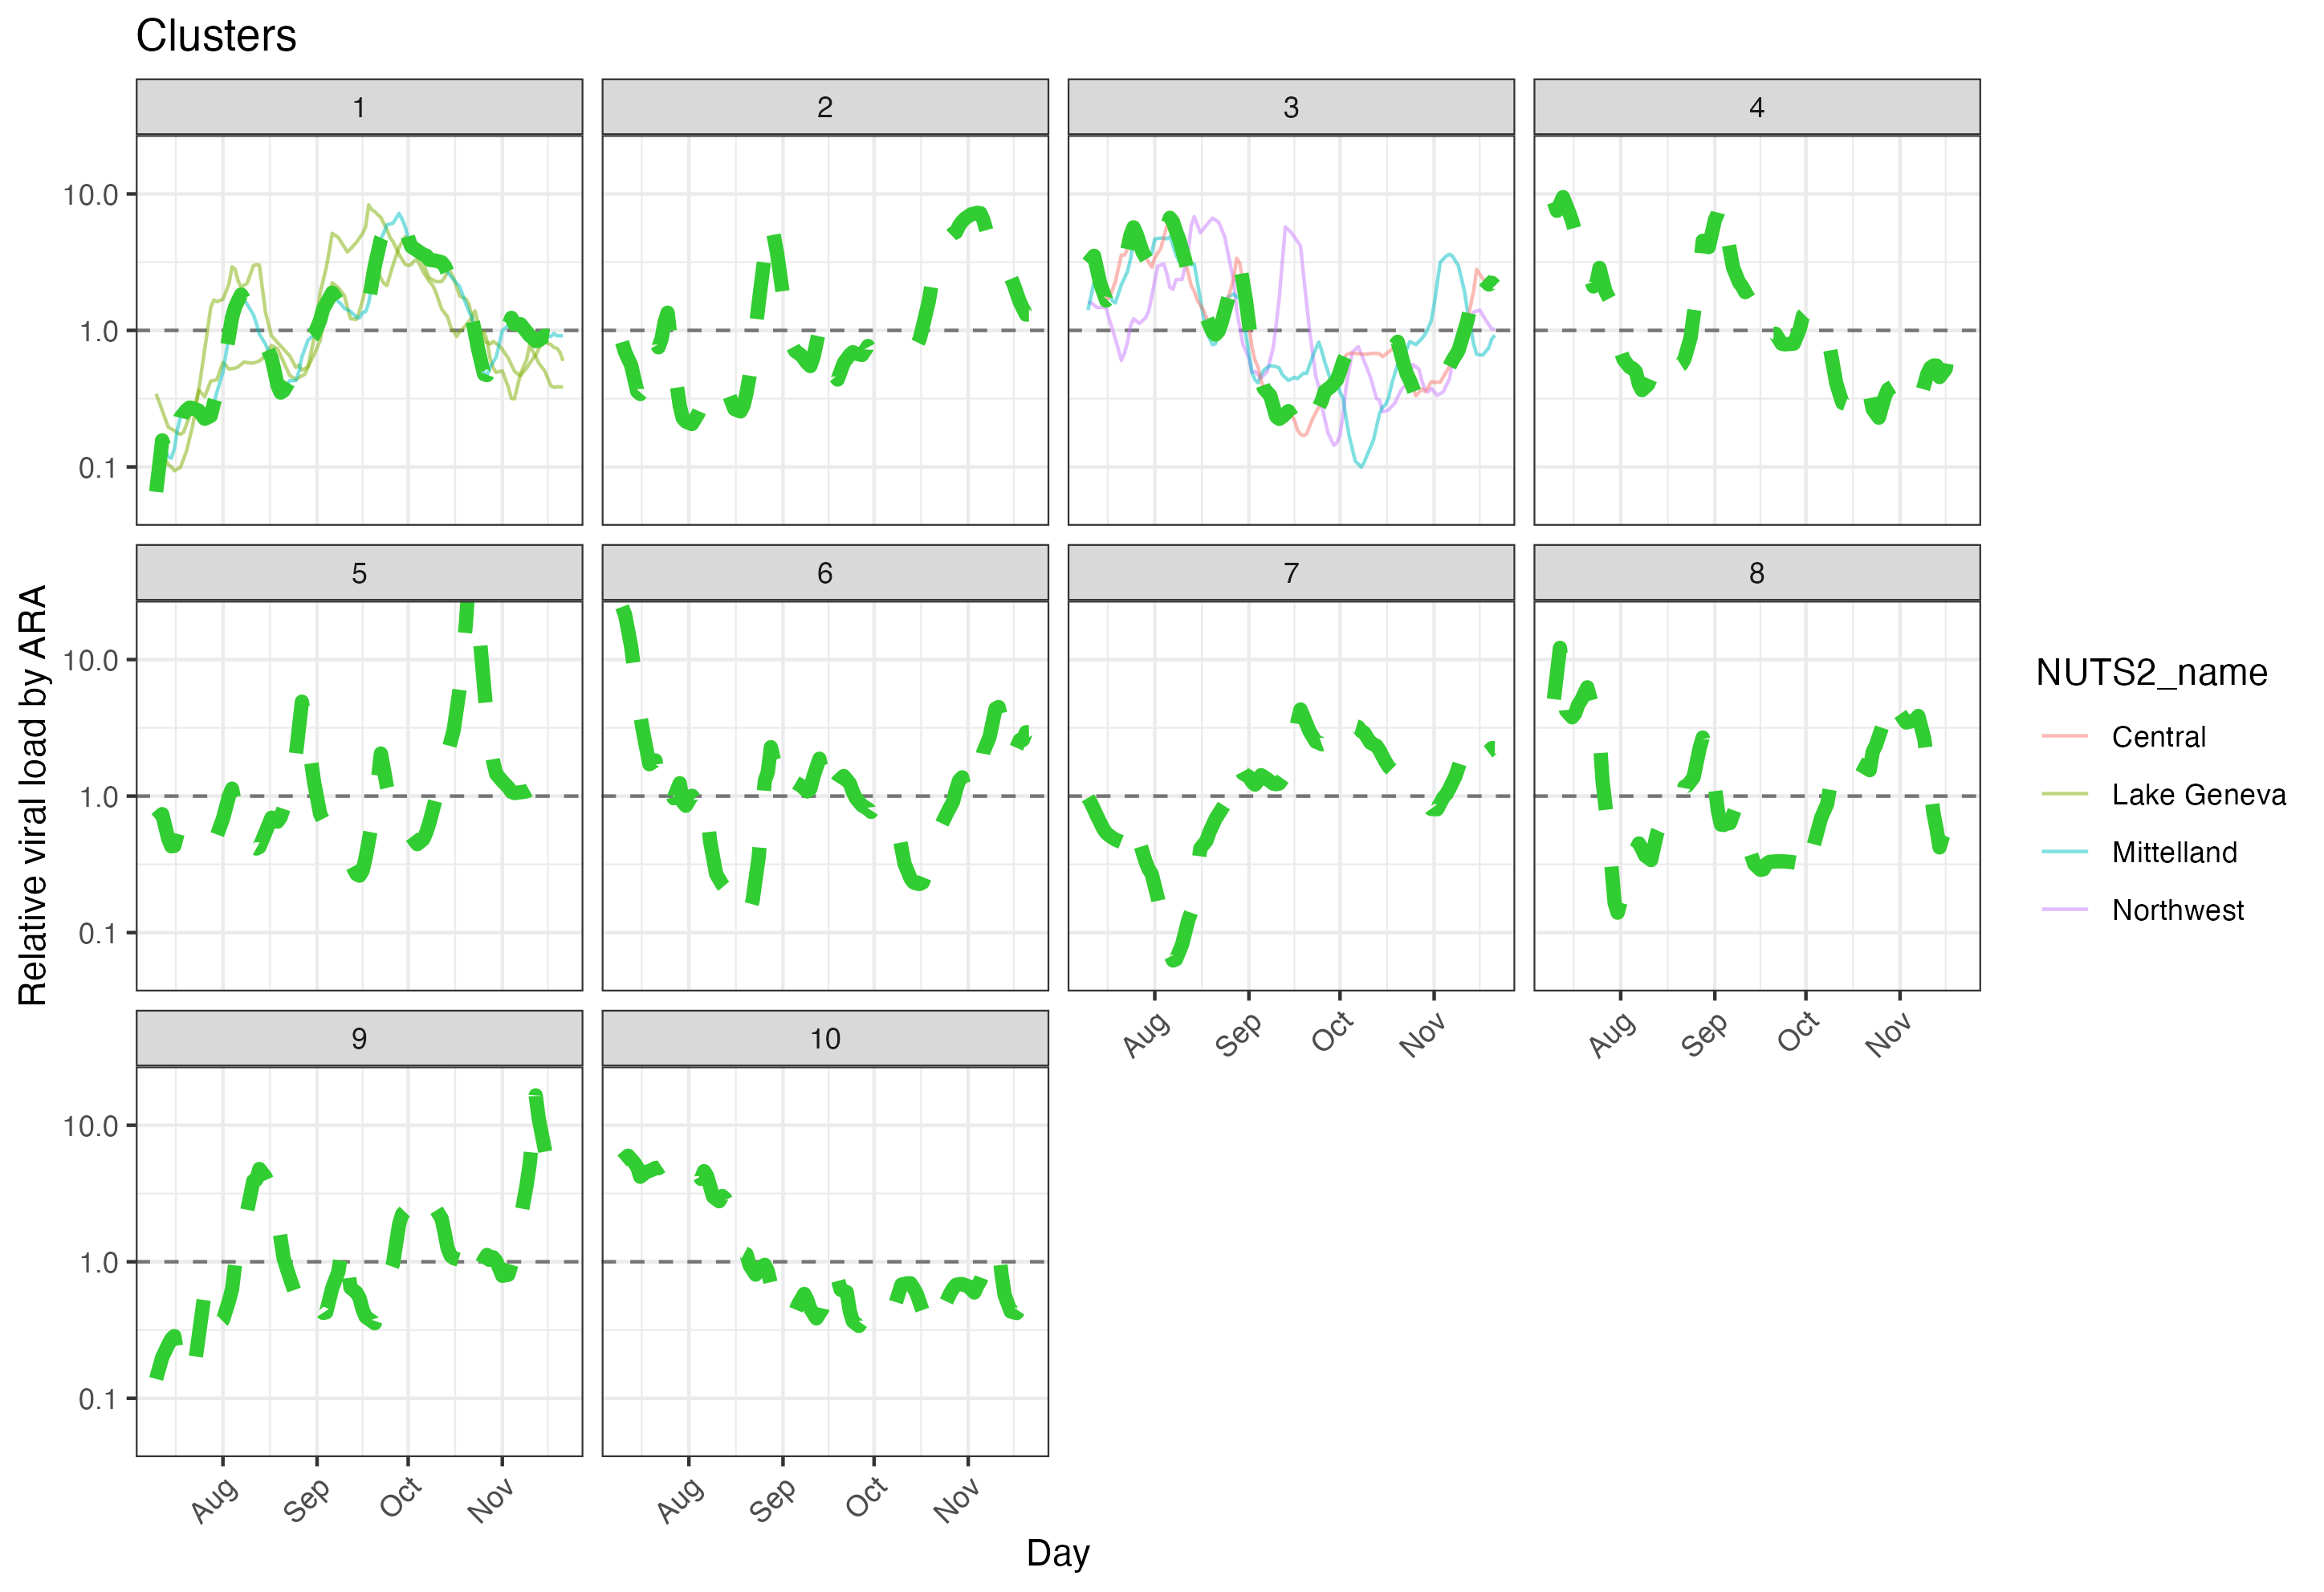 Clusters
1
2
3
4
10.0
1.0
0.1
5
6
7
8
10.0
1.0
0.1
Aug
Sep
Oct
Nov
Aug
Sep
Oct
Nov
9
10
10.0
1.0
0.1
Aug
Sep
Oct
Nov
Aug
Sep
Oct
Nov
Day
Relative viral load by ARA
NUTS2_name
Central
Lake Geneva
Mittelland
Northwest